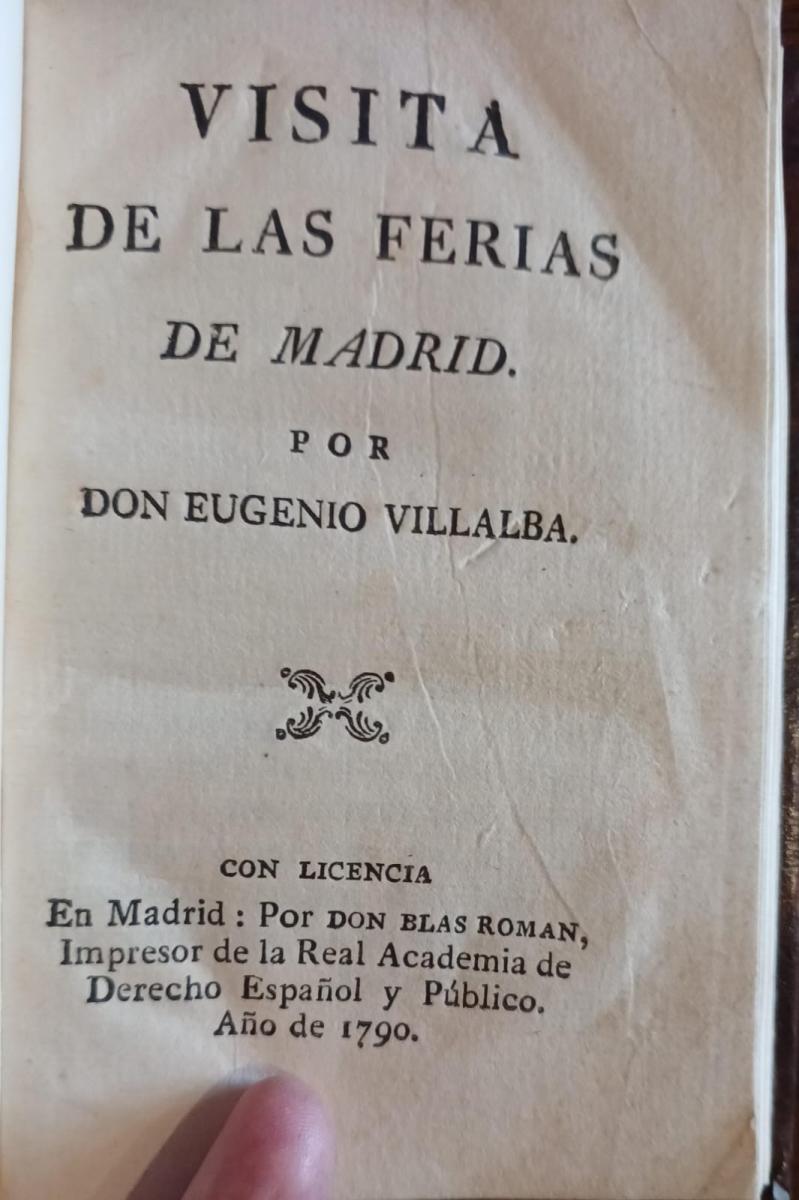 VISITA
DE LAS FERIAS
DE MADRID.
POR
DON EUGENIO VILLALBA.
CON LICENCIA
En Madrid : Por DON BLAS ROMAN,
Impresor de la Real Academia de
Derecho Español y Público.
Año de 1790.